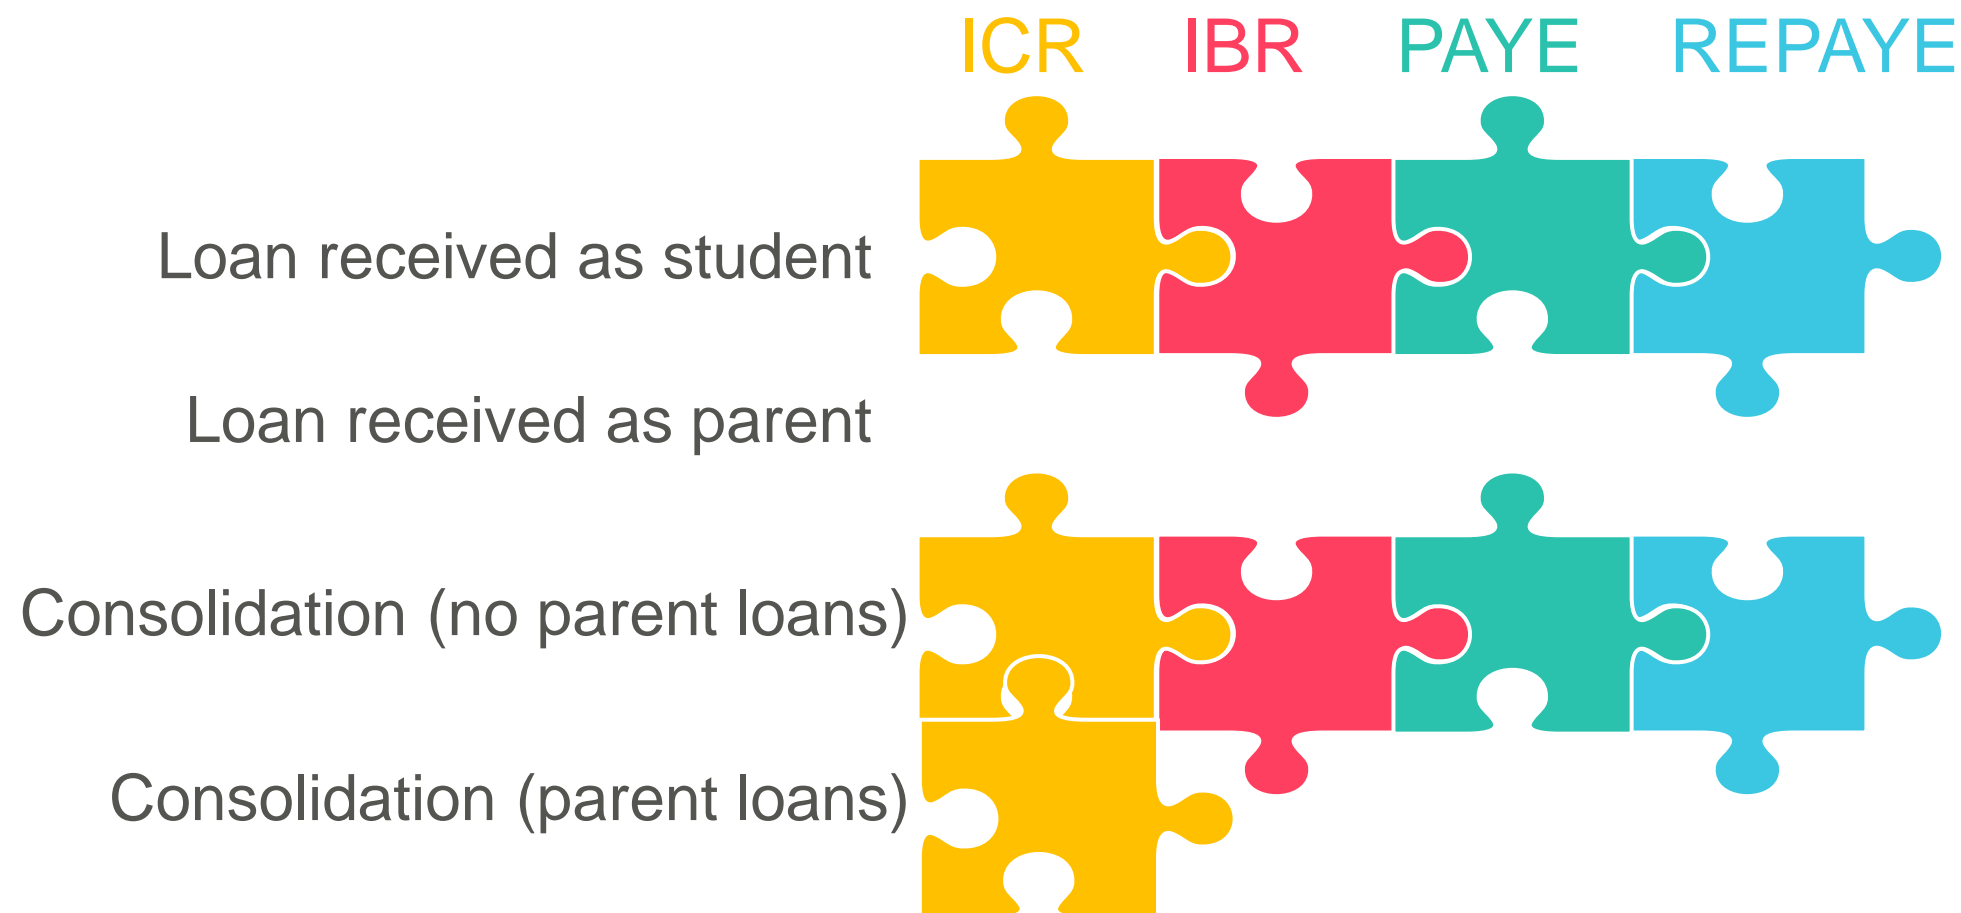 ICR IBR PAYE REPAYE
Loan received as student
Loan received as parent
Consolidation (no parent loans)
Consolidation (parent loans)